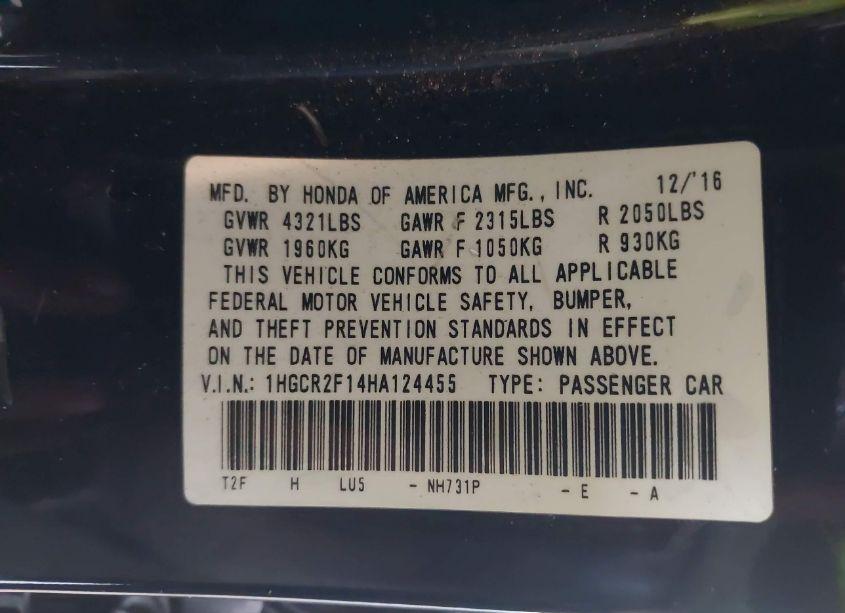 MFD. BY HONDA OF AMERICA MFG., INC. 12/'16
GVWR 4321LBS GAWR F 2315LBS R 2050LBS
GVWR 1960KG GAWR F 1050KG R 930KG
THIS VEHICLE CONFORMS TO ALL APPLICABLE
FEDERAL MOTOR VEHICLE SAFETY, BUMPER,
AND THEFT PREVENTION STANDARDS IN EFFECT
ON THE DATE OF MANUFACTURE SHOWN ABOVE.
V.I.N.: 1HGCR2F14HA124455 TYPE: PASSENGER CAR
T2F H LU5 - NH731P - E - A